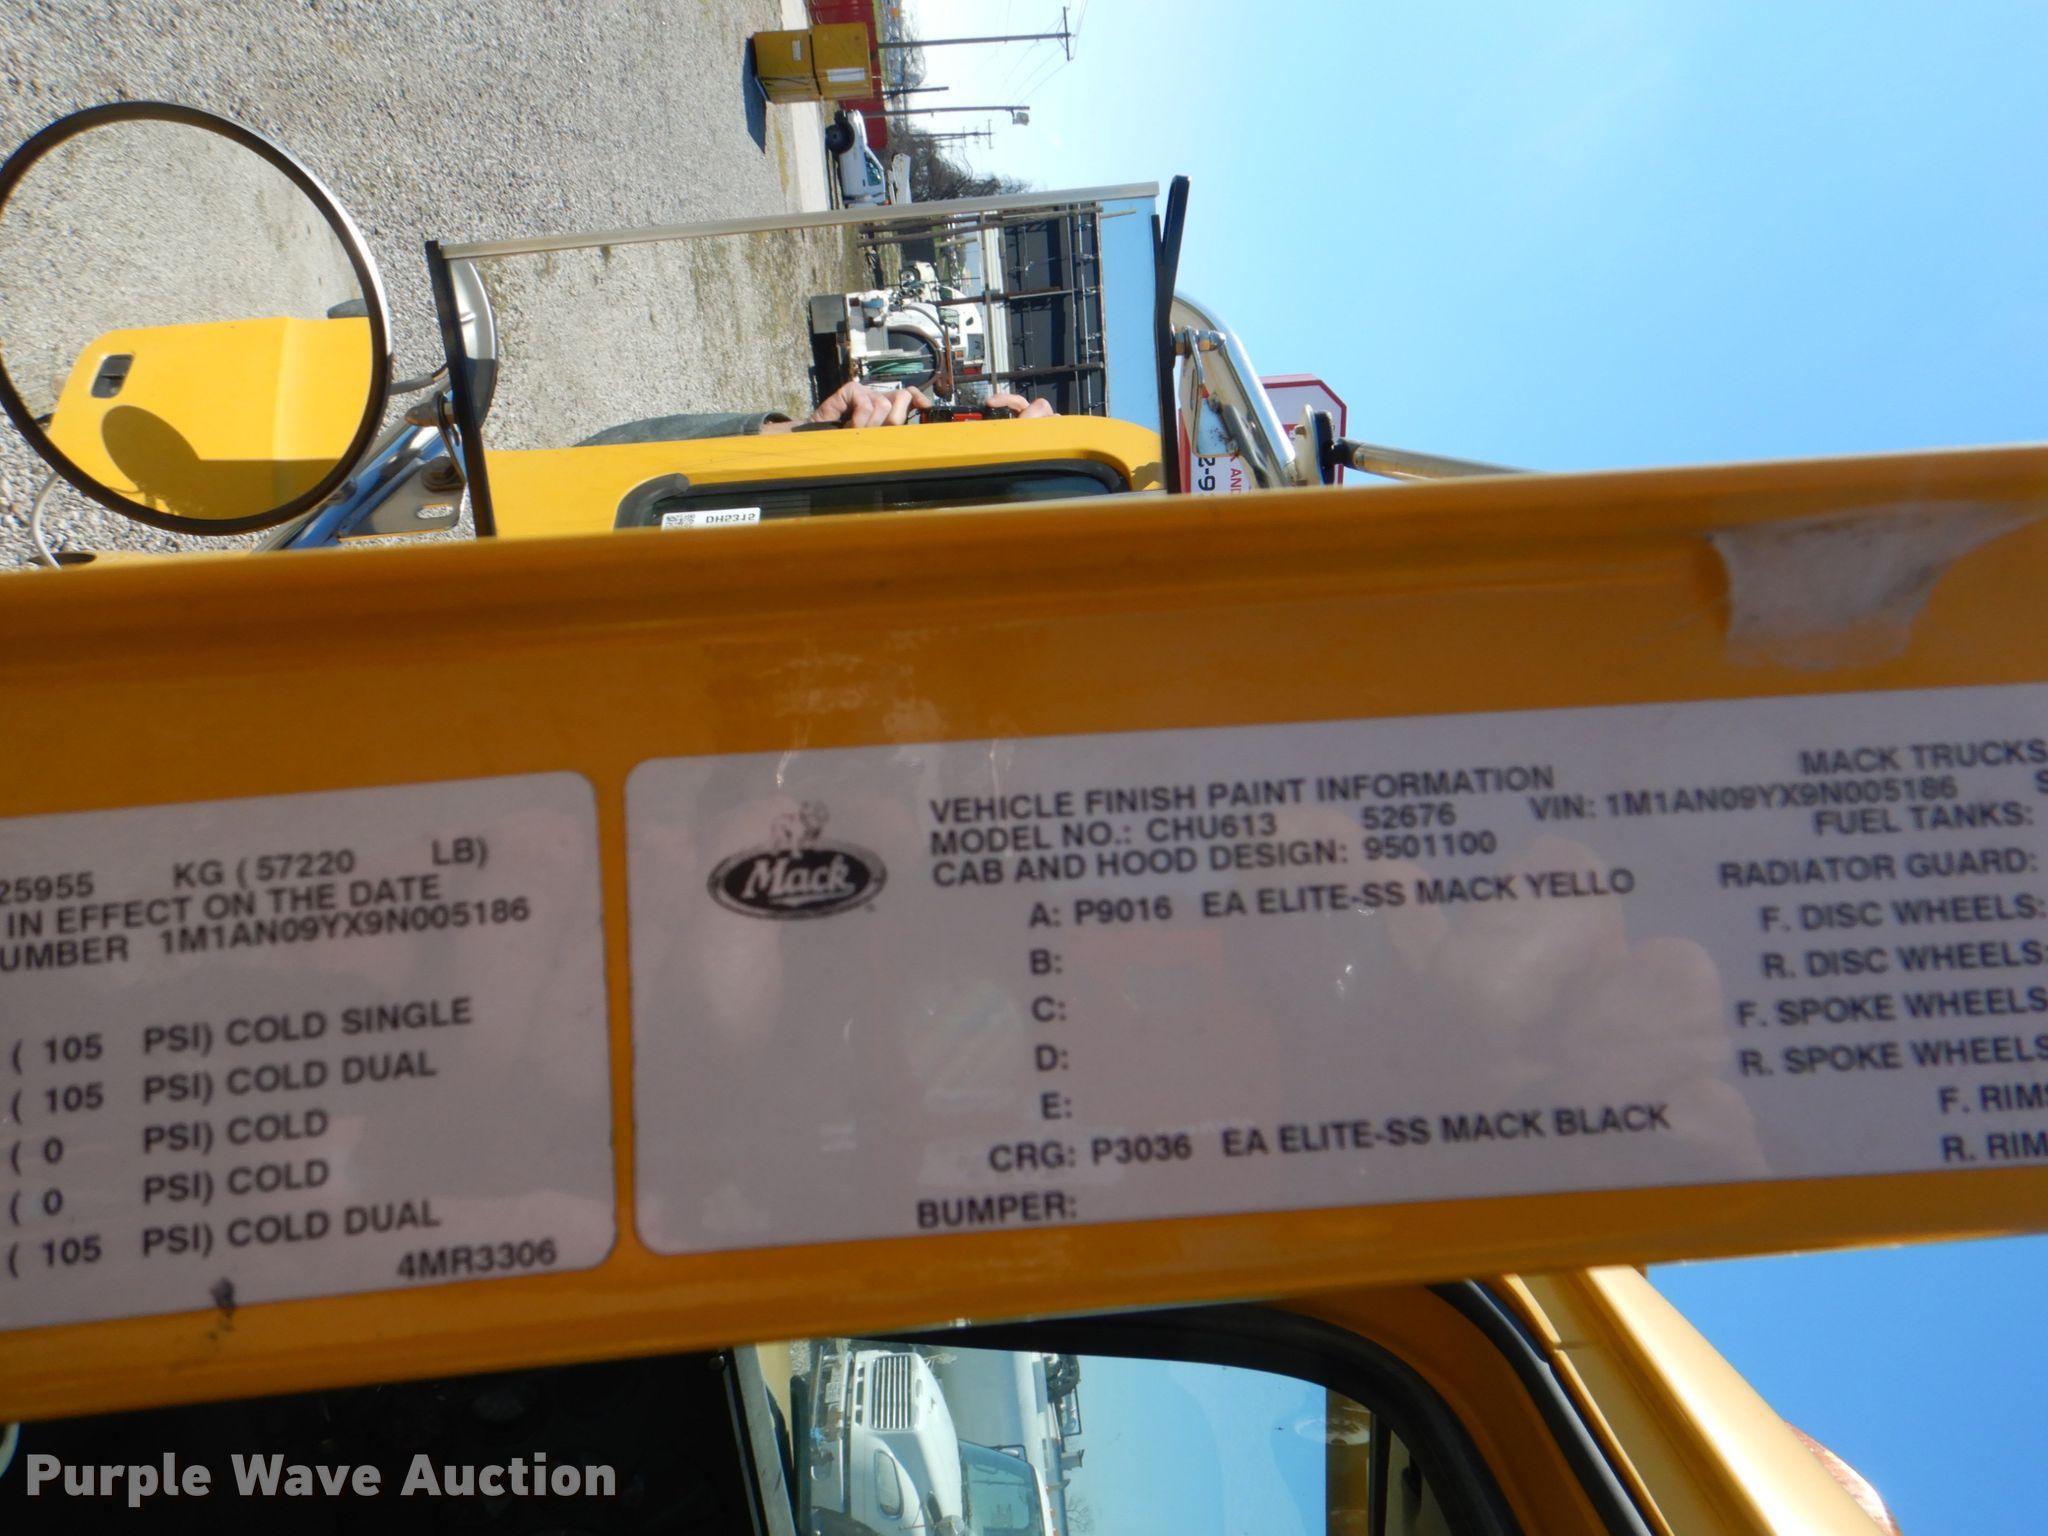 25955 KG ( 57220 LB)
IN EFFECT ON THE DATE
UMBER 1M1AN09YX9N005186
( 105 PSI) COLD SINGLE
( 105 PSI) COLD DUAL
( 0 PSI) COLD
( 0 PSI) COLD
( 105 PSI) COLD DUAL
4MR3306
Mack
VEHICLE FINISH PAINT INFORMATION
MACK TRUCKS
MODEL NO.: CHU613 52676 VIN: 1M1AN09YX9N005186 S
CAB AND HOOD DESIGN: 9501100
FUEL TANKS:
A: P9016 EA ELITE-SS MACK YELLO
RADIATOR GUARD:
B:
F. DISC WHEELS:
C:
R. DISC WHEELS:
D:
F. SPOKE WHEELS
E:
R. SPOKE WHEELS
CRG: P3036 EA ELITE-SS MACK BLACK
F. RIMS
BUMPER:
R. RIM
DH5315
AND
Purple Wave Auction